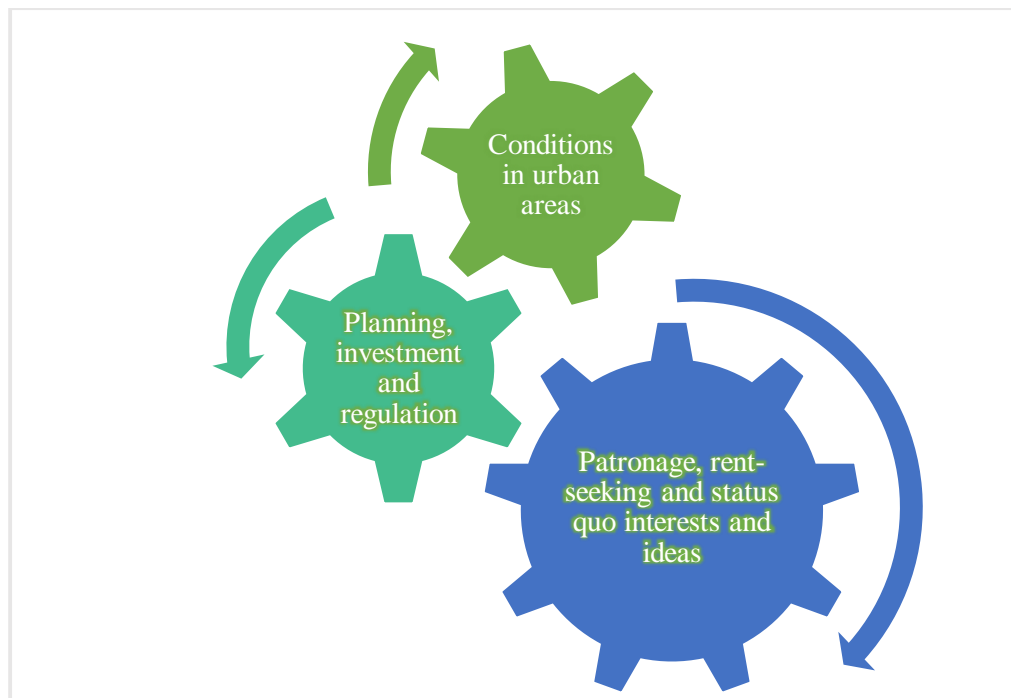 Conditions
in urban
areas
Planning,
investment
and
regulation
Patronage, rent-
seeking and status
quo interests and
ideas